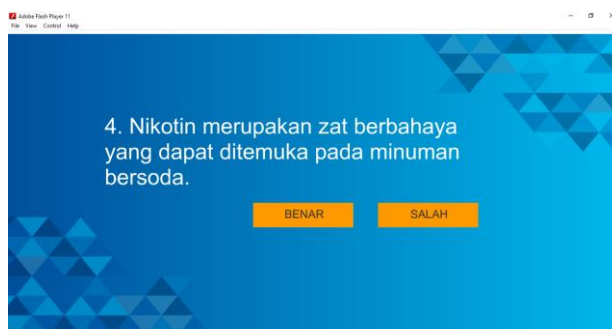 Adobe Flash Player 11
File View Control Help
4. Nikotin merupakan zat berbahaya
yang dapat ditemuka pada minuman
bersoda.
BENAR SALAH